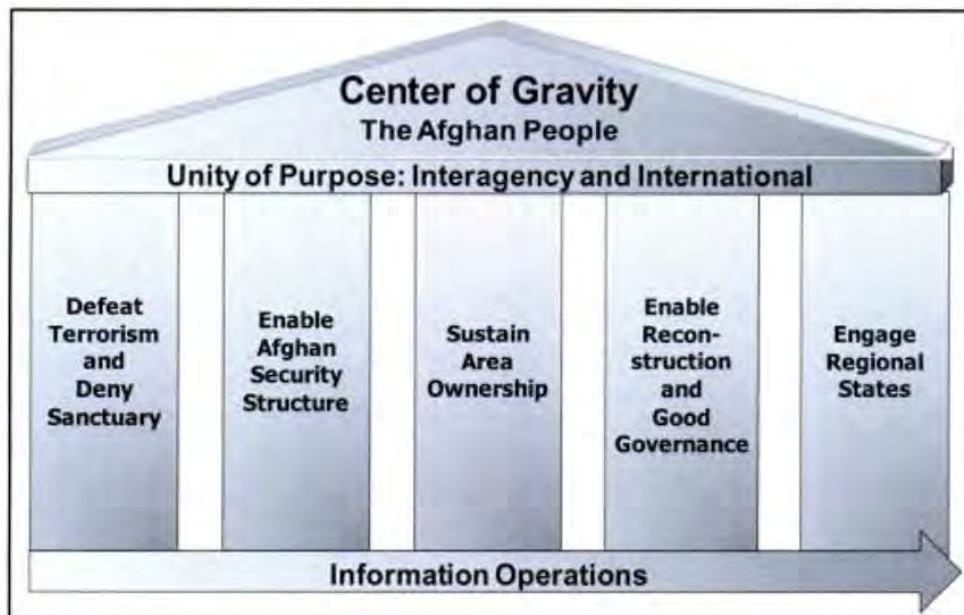 Center of Gravity
The Afghan People
Unity of Purpose: Interagency and International
Defeat
Terrorism
and
Deny
Sanctuary
Enable
Afghan
Security
Structure
Sustain
Area
Ownership
Enable
Recon-
struction
and
Good
Governance
Engage
Regional
States
Information Operations